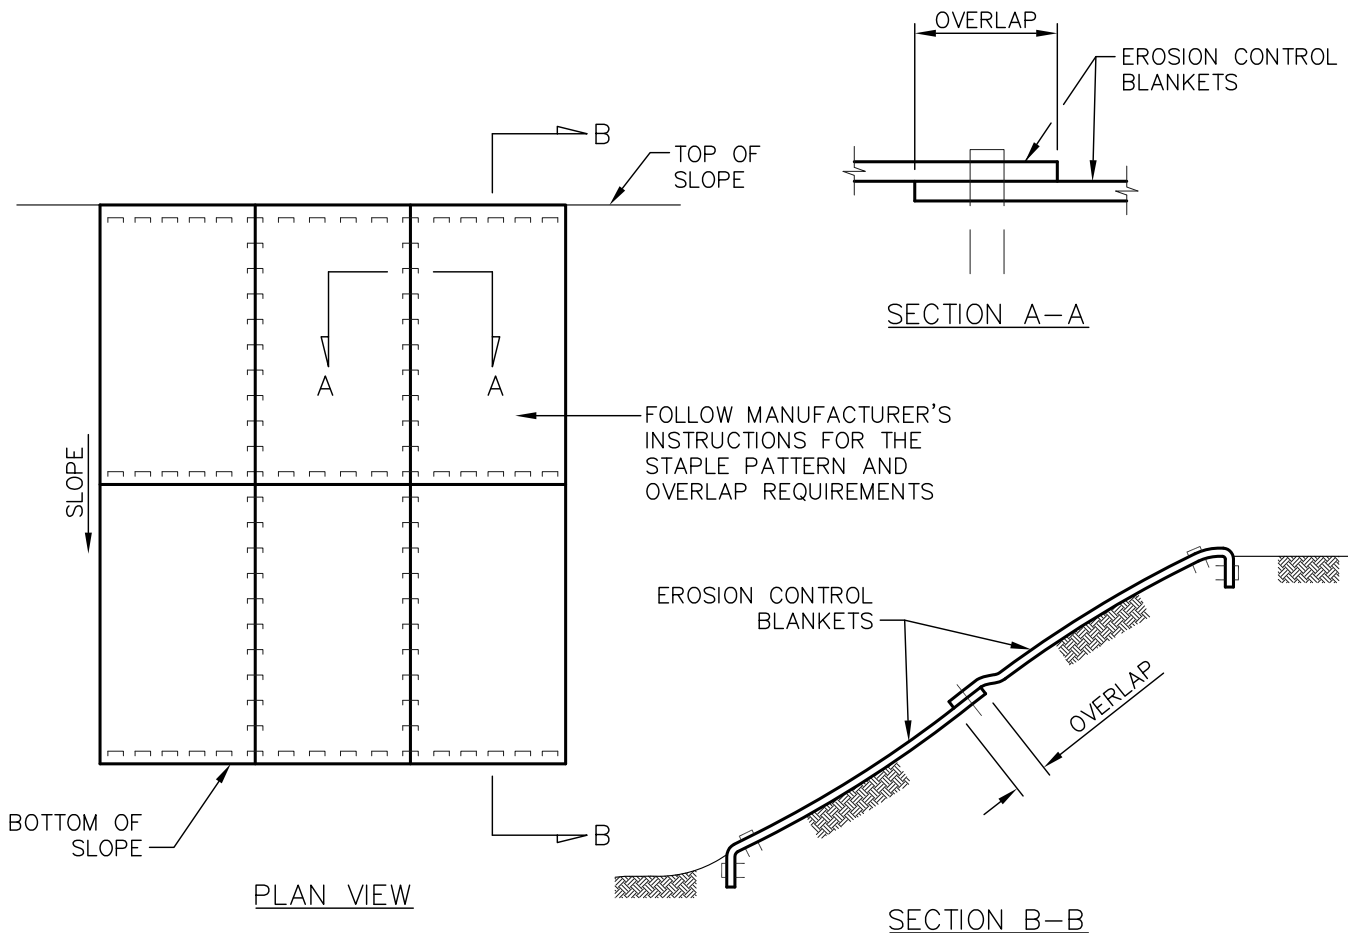 OVERLAP
EROSION CONTROL
BLANKETS
B
TOP OF
SLOPE
SECTION A-A
A
A
FOLLOW MANUFACTURER'S
INSTRUCTIONS FOR THE
STAPLE PATTERN AND
OVERLAP REQUIREMENTS
SLOPE
EROSION CONTROL
BLANKETS
OVERLAP
BOTTOM OF
SLOPE
B
PLAN VIEW
SECTION B-B